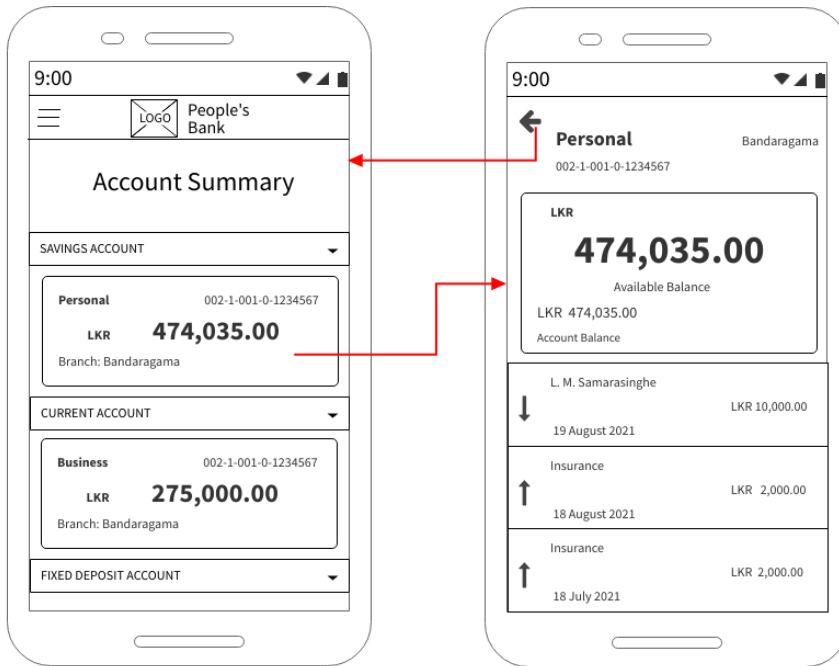 9:00
LOGO
People's
Bank
Account Summary
SAVINGS ACCOUNT
Personal 002-1-001-0-1234567
LKR 474,035.00
Branch: Bandaragama
CURRENT ACCOUNT
Business 002-1-001-0-1234567
LKR 275,000.00
Branch: Bandaragama
FIXED DEPOSIT ACCOUNT
9:00
Personal Bandaragama
002-1-001-0-1234567
LKR
474,035.00
Available Balance
LKR 474,035.00
Account Balance
L. M. Samarasinghe
LKR 10,000.00
19 August 2021
Insurance
LKR 2,000.00
18 August 2021
Insurance
LKR 2,000.00
18 July 2021